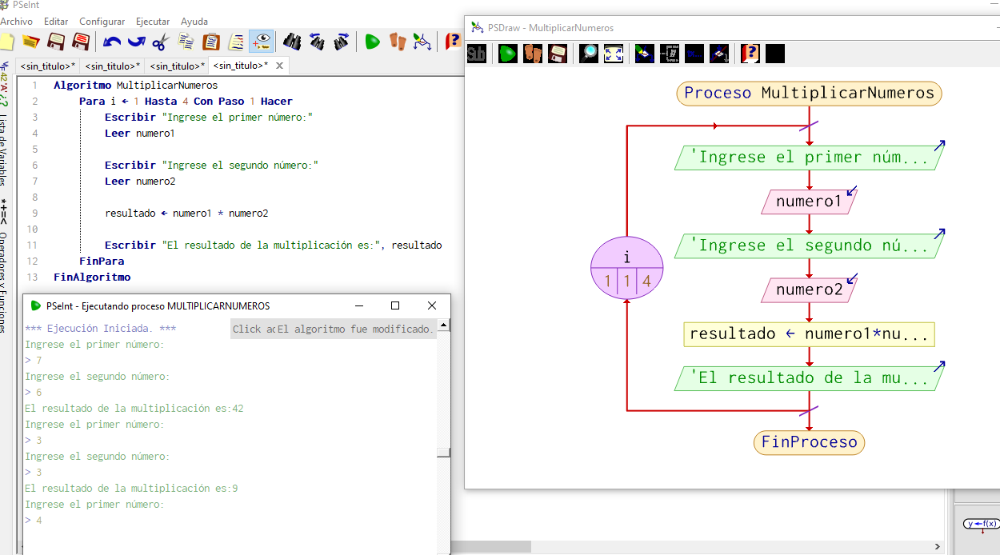 PSeInt
Archivo Editar Configurar Ejecutar Ayuda
<sin_titulo>* <sin_titulo>* <sin_titulo>* <sin_titulo>*
Lista de Variables
*+=< Operadores y Funciones
1 Algoritmo MultiplicarNumeros
2 Para i ← 1 Hasta 4 Con Paso 1 Hacer
3 Escribir "Ingrese el primer número:"
4 Leer numero1
5
6 Escribir "Ingrese el segundo número:"
7 Leer numero2
8
9 resultado ← numero1 * numero2
10
11 Escribir "El resultado de la multiplicación es:", resultado
12 FinPara
13 FinAlgoritmo
PSeInt - Ejecutando proceso MULTIPLICARNUMEROS
*** Ejecución Iniciada. ***
Click ac El algoritmo fue modificado.
Ingrese el primer número:
> 7
Ingrese el segundo número:
> 6
El resultado de la multiplicación es:42
Ingrese el primer número:
> 3
Ingrese el segundo número:
> 3
El resultado de la multiplicación es:9
Ingrese el primer número:
> 4
PSDraw - MultiplicarNumeros
Sub
Proceso MultiplicarNumeros
'Ingrese el primer núm...
numero1
'Ingrese el segundo nú...
i
1 1 4
numero2
resultado ← numero1*nu...
'El resultado de la mu...
FinProceso
y←f(x)